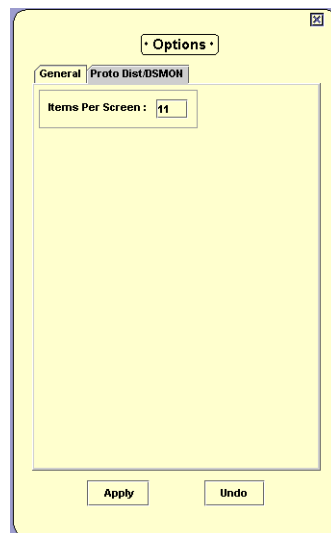 • Options •
General Proto Dist/DSMON
Items Per Screen : 11
Apply Undo